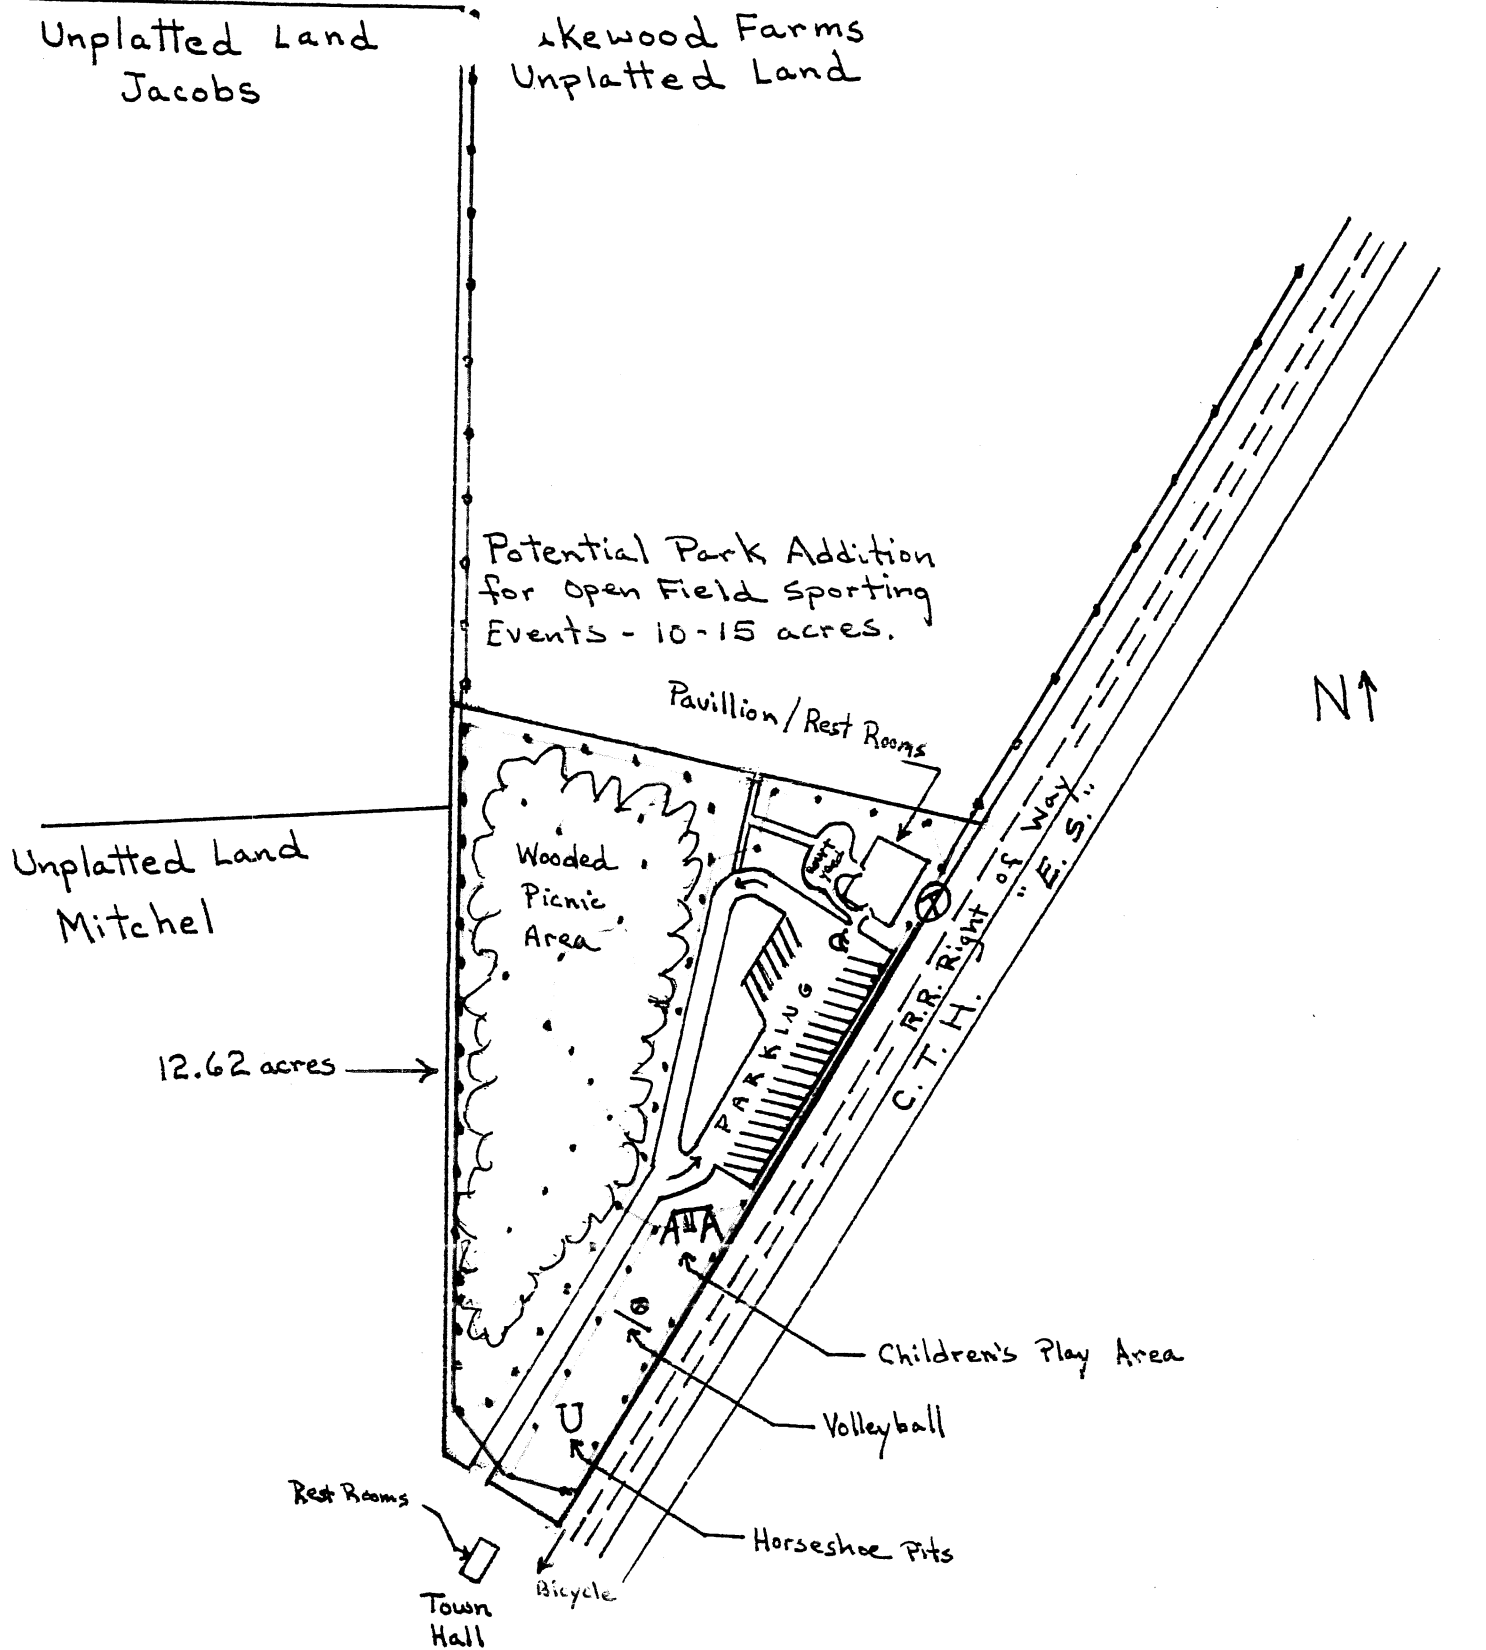 Unplatted Land
Jacobs
kewood Farms
Unplatted Land
Potential Park Addition
for Open Field Sporting
Events - 10-15 acres.
Pavillion/Rest Rooms
N
Unplatted Land
Mitchel
Wooded
Picnic
Area
12.62 acres
PARKING
R.R. Right of Way
C.T.H. "E.S."
Children's Play Area
Volleyball
U
Horseshoe Pits
Rest Rooms
Town
Hall
Bicycle